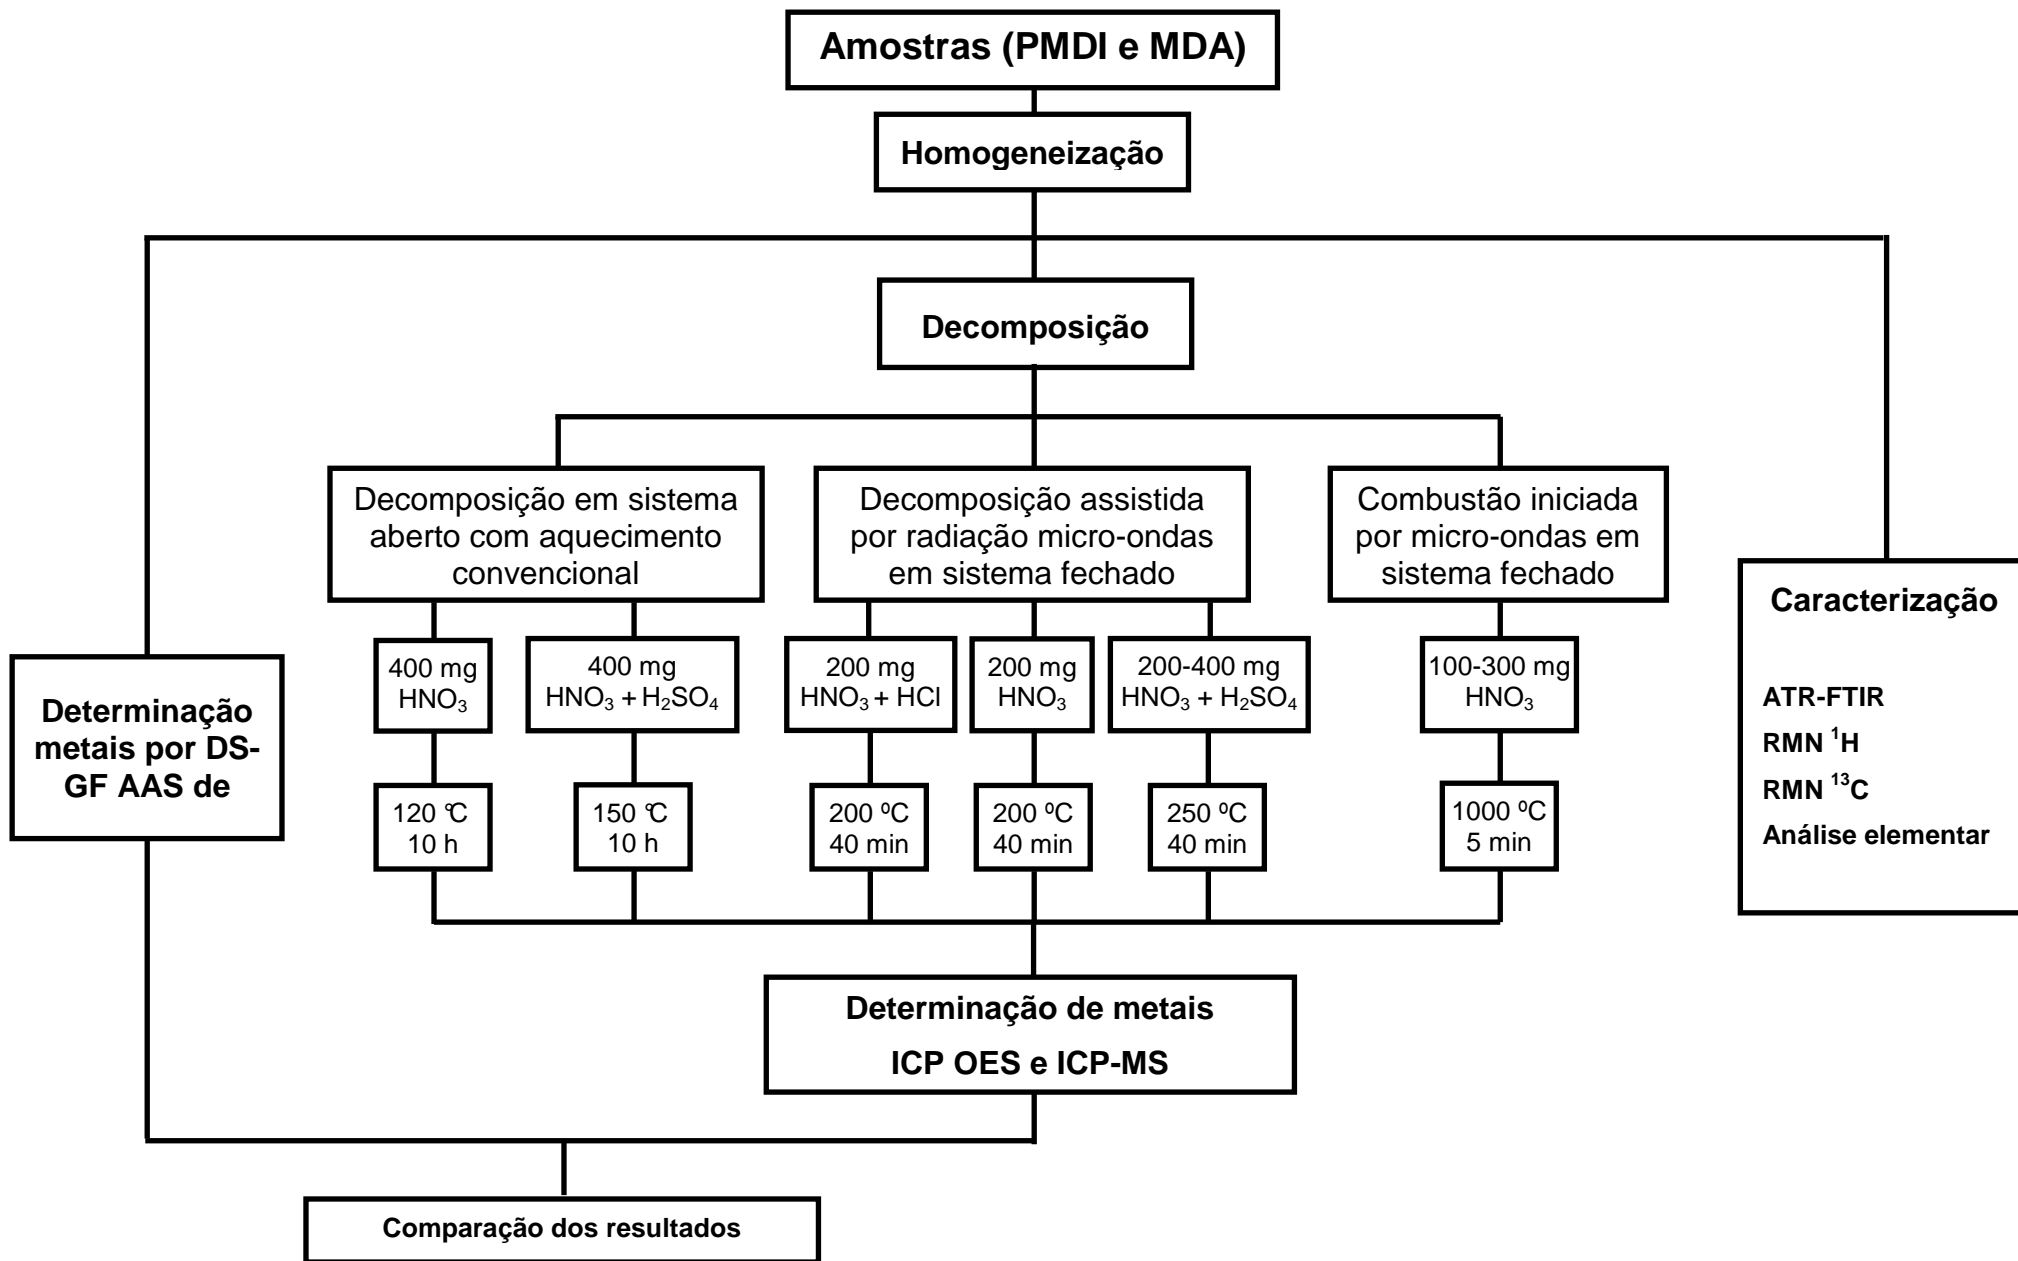 Amostras (PMDI e MDA)
Homogeneização
Decomposição
Decomposição em sistema
aberto com aquecimento
convencional
Decomposição assistida
por radiação micro-ondas
em sistema fechado
Combustão iniciada
por micro-ondas em
sistema fechado
400 mg
HNO₃
400 mg
HNO₃ + H₂SO₄
200 mg
HNO₃ + HCl
200 mg
HNO₃
200-400 mg
HNO₃ + H₂SO₄
100-300 mg
HNO₃
120 ℃
10 h
150 ℃
10 h
200 ºC
40 min
200 ºC
40 min
250 ºC
40 min
1000 ºC
5 min
Determinação
metais por DS-
GF AAS de
Caracterização
ATR-FTIR
RMN ¹H
RMN ¹³C
Análise elementar
Determinação de metais
ICP OES e ICP-MS
Comparação dos resultados